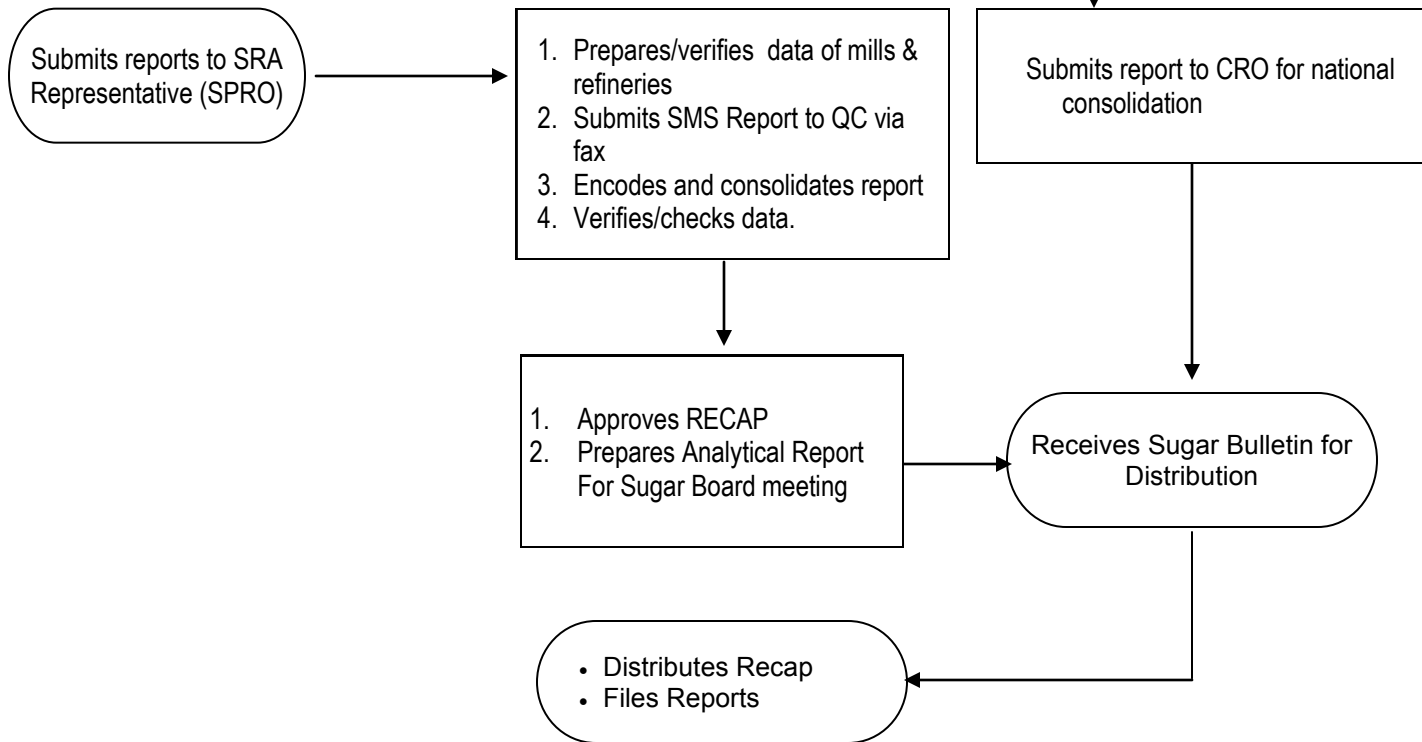 Submits reports to SRA
Representative (SPRO)
1. Prepares/verifies data of mills &
refineries
2. Submits SMS Report to QC via
fax
3. Encodes and consolidates report
4. Verifies/checks data.
Submits report to CRO for national
consolidation
1. Approves RECAP
2. Prepares Analytical Report
For Sugar Board meeting
Receives Sugar Bulletin for
Distribution
• Distributes Recap
• Files Reports